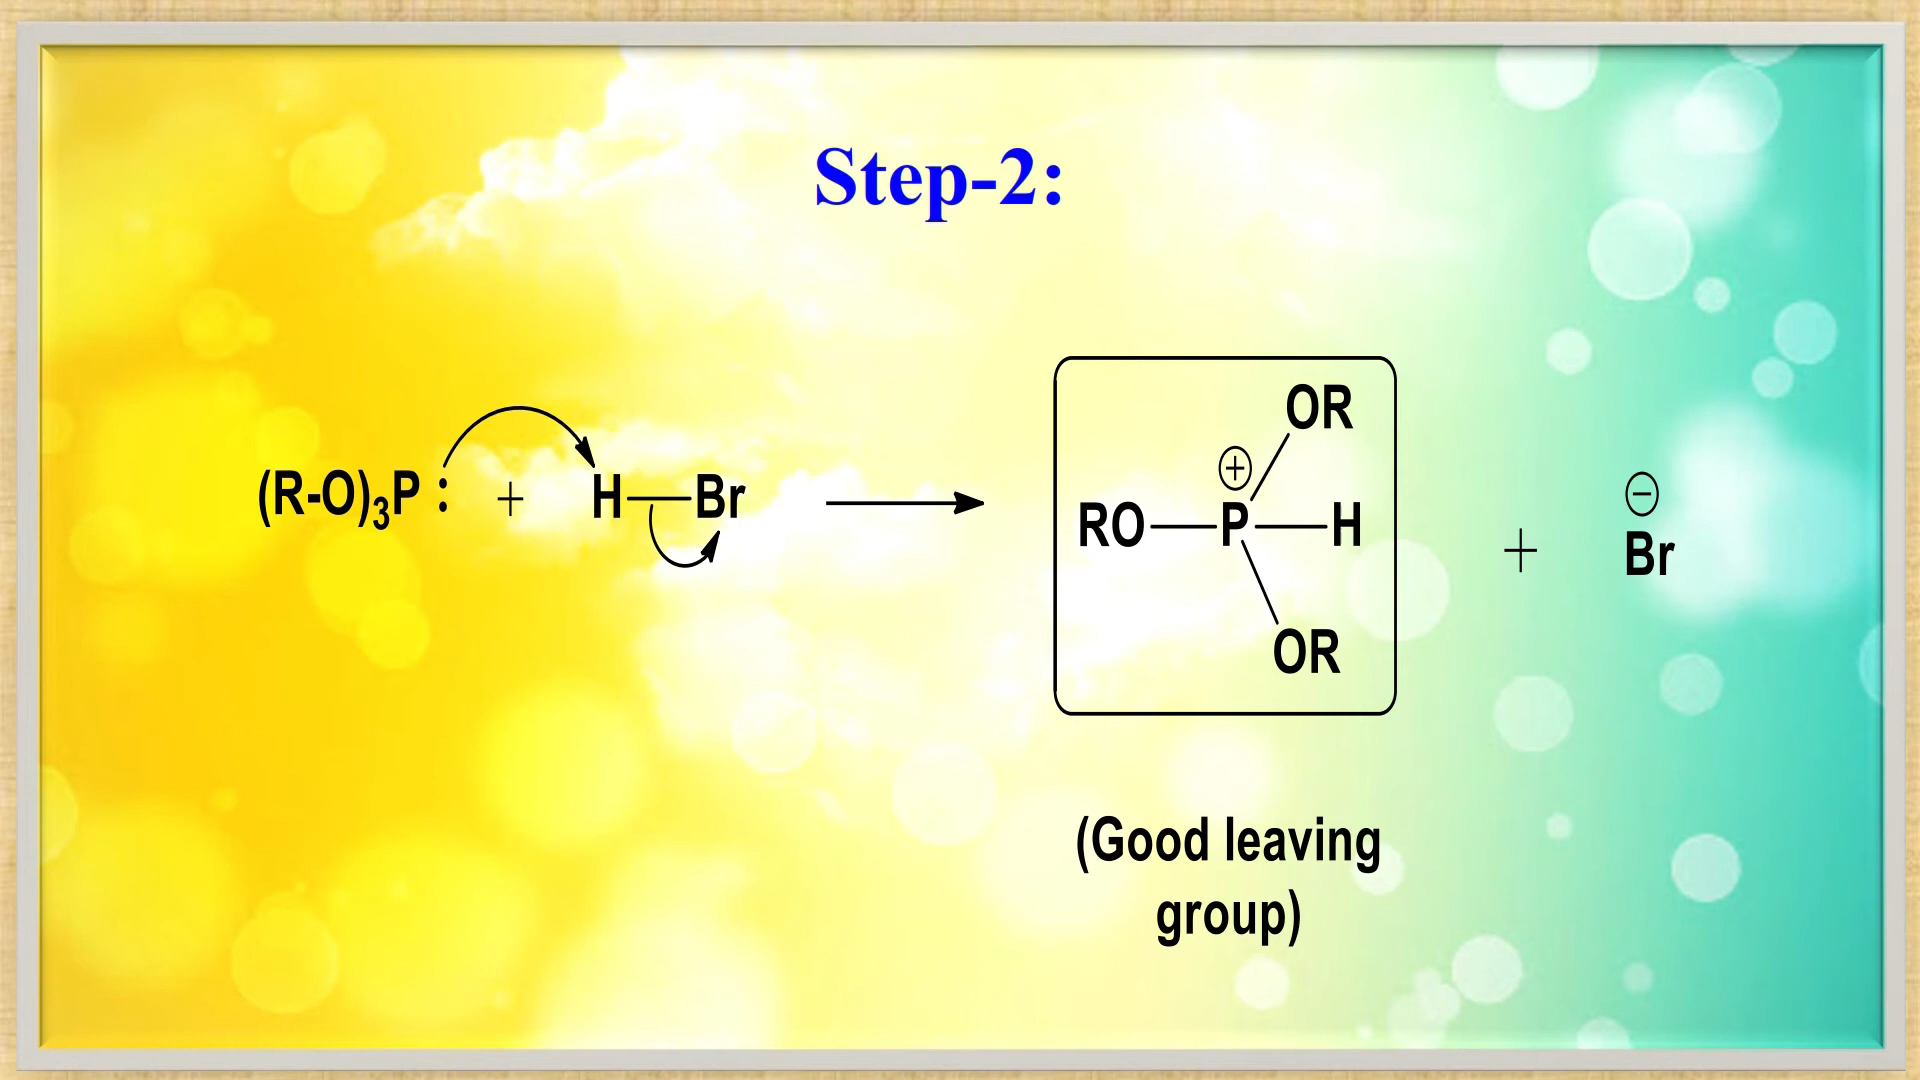 Step-2:
(R-O)₃P : + H—Br → RO—P—H + Br
OR
⊕
⊖
OR
(Good leaving
group)